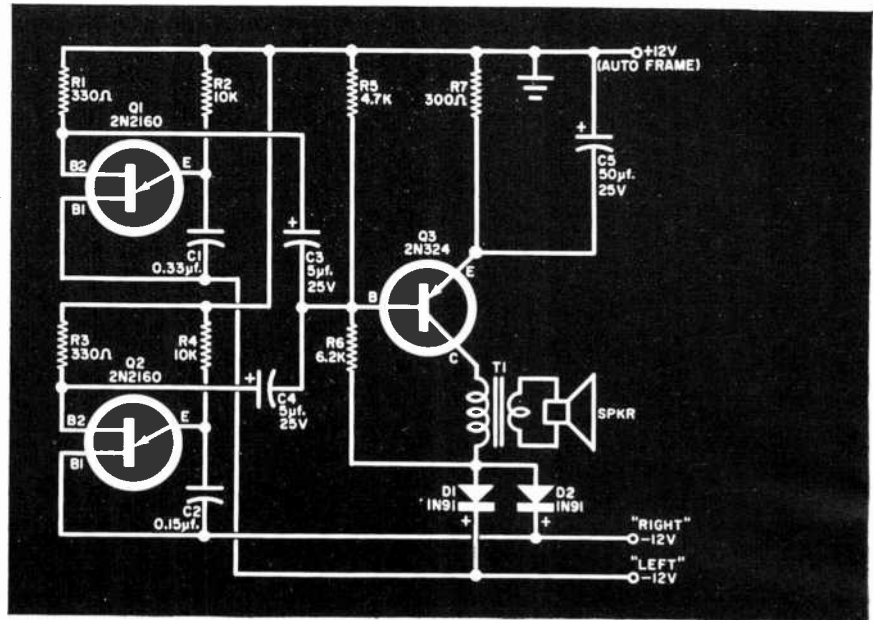 +12V
(AUTO FRAME)
R1
330Ω
R2
10K
R5
4.7K
R7
300Ω
Q1
2N2160
B2
E
B1
+
C5
50µf.
25V
C1
0.33µf.
+
C3
5µf.
25V
Q3
2N324
E
B
C
R3
330Ω
R4
10K
R6
6.2K
Q2
2N2160
+
C4
5µf.
25V
T1
SPKR
B2
E
B1
C2
0.15µf.
D1
1N91
+
D2
1N91
+
"RIGHT"
-12V
"LEFT"
-12V